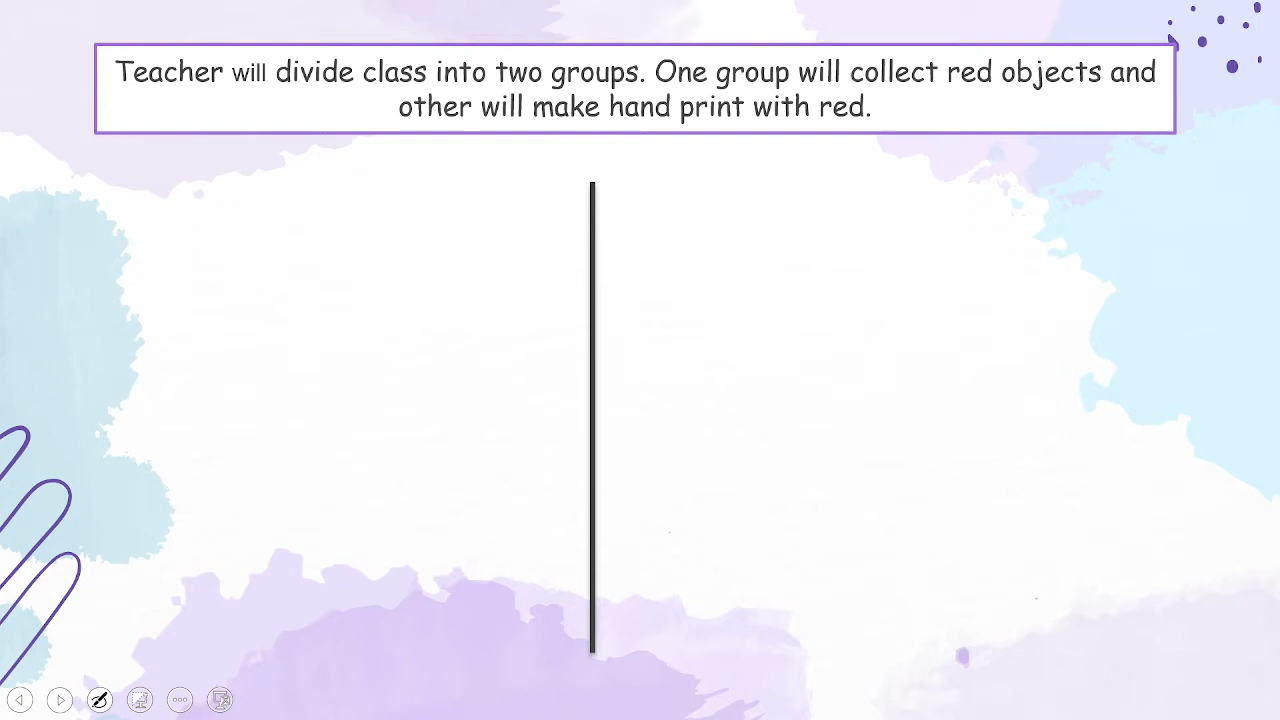 Teacher will divide class into two groups. One group will collect red objects and
other will make hand print with red.